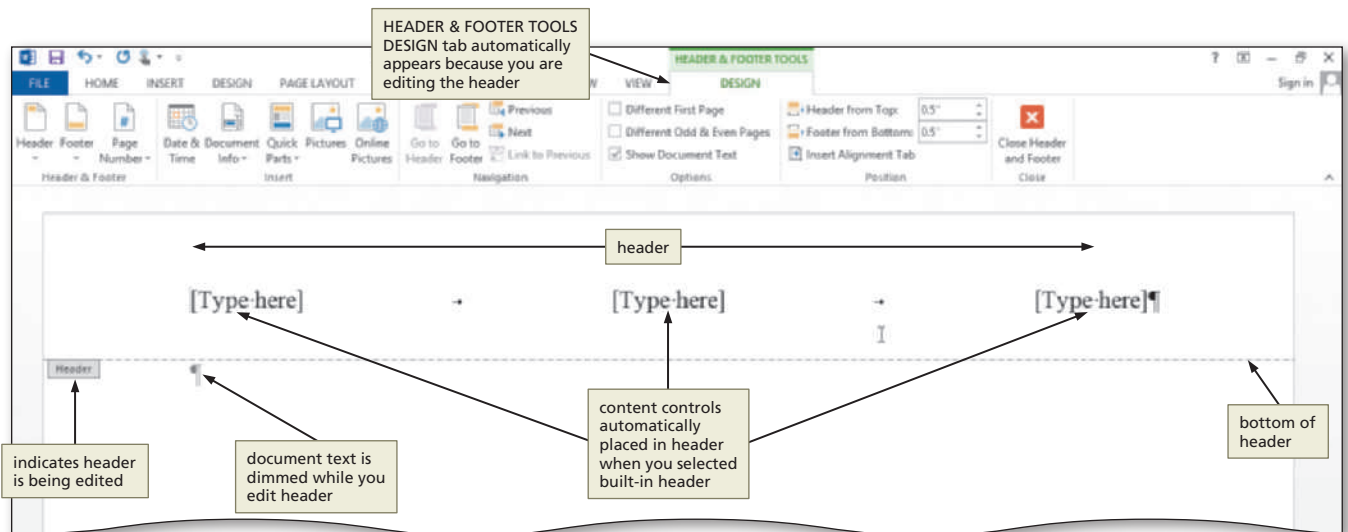 HEADER & FOOTER TOOLS
DESIGN tab automatically
appears because you are
editing the header
HEADER & FOOTER TOOLS
FILE HOME INSERT DESIGN PAGE LAYOUT VIEW DESIGN Sign in
Header Footer Page Number
Date & Time Document Info Quick Parts Pictures Online Pictures
Go to Header Go to Footer
Previous
Next
Link to Previous
Different First Page
Different Odd & Even Pages
Show Document Text
Header from Top: 0.5"
Footer from Bottom: 0.5"
Insert Alignment Tab
Close Header
and Footer
Header & Footer Insert Navigation Options Position Close
header
[Type·here] → [Type·here] → [Type·here]¶
Header ¶
indicates header
is being edited
document text is
dimmed while you
edit header
content controls
automatically
placed in header
when you selected
built-in header
bottom of
header